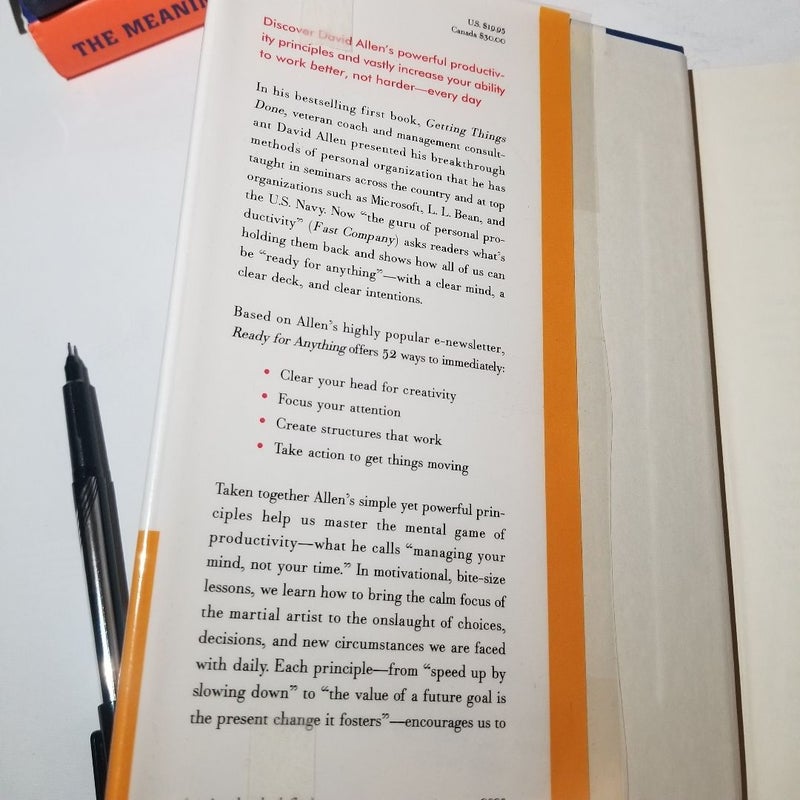 THE MEANIN
U.S. $19.95
Canada $30.00
Discover David Allen's powerful productiv-
ity principles and vastly increase your ability
to work better, not harder—every day
In his bestselling first book, Getting Things
Done, veteran coach and management consult-
ant David Allen presented his breakthrough
methods of personal organization that he has
taught in seminars across the country and at top
organizations such as Microsoft, L. L. Bean, and
the U.S. Navy. Now “the guru of personal pro-
ductivity” (Fast Company) asks readers what's
holding them back and shows how all of us can
be “ready for anything”—with a clear mind, a
clear deck, and clear intentions.
Based on Allen's highly popular e-newsletter,
Ready for Anything offers 52 ways to immediately:
• Clear your head for creativity
• Focus your attention
• Create structures that work
• Take action to get things moving
Taken together Allen's simple yet powerful prin-
ciples help us master the mental game of
productivity—what he calls “managing your
mind, not your time.” In motivational, bite-size
lessons, we learn how to bring the calm focus of
the martial artist to the onslaught of choices,
decisions, and new circumstances we are faced
with daily. Each principle—from “speed up by
slowing down” to “the value of a future goal is
the present change it fosters”—encourages us to